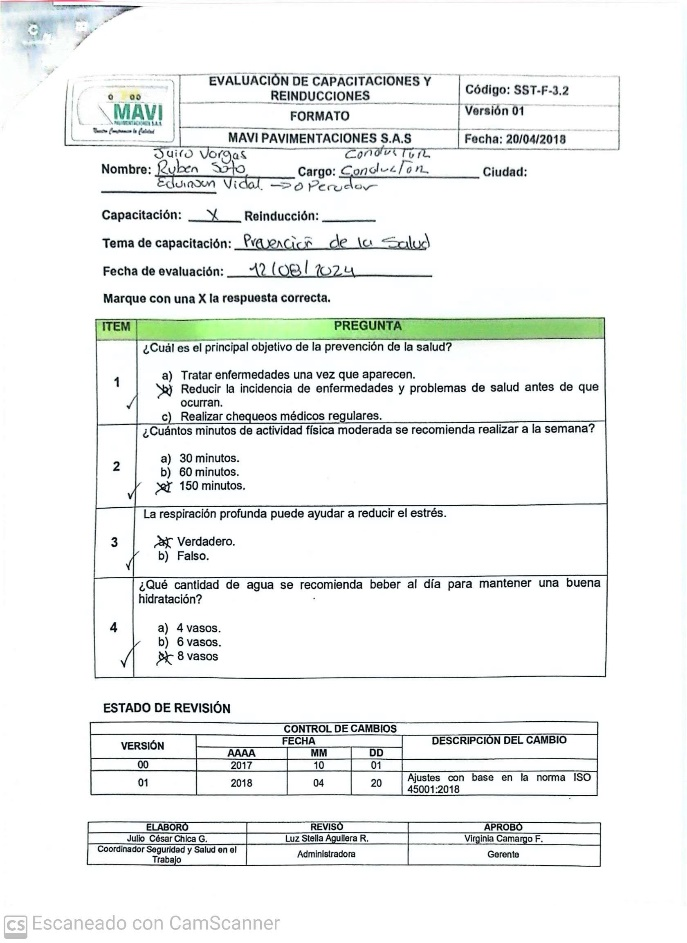 EVALUACIÓN DE CAPACITACIONES Y REINDUCCIONES
Código: SST-F-3.2
MAVI
PAVIMENTACIONES S.A.S
FORMATO
Versión 01
MAVI PAVIMENTACIONES S.A.S
Fecha: 20/04/2018
Jairo Vargas Conductor
Nombre: Ruben Soto Cargo: Conductor Ciudad:
Vidal
Capacitación: X Reinducción:
Tema de capacitación: Prevención de la Salud
Fecha de evaluación: 12/08/2024
Marque con una X la respuesta correcta.
ITEM PREGUNTA
¿Cuál es el principal objetivo de la prevención de la salud?
1
a) Tratar enfermedades una vez que aparecen.
b) Reducir la incidencia de enfermedades y problemas de salud antes de que
ocurran.
c) Realizar chequeos médicos regulares.
¿Cuántos minutos de actividad física moderada se recomienda realizar a la semana?
2
a) 30 minutos.
b) 60 minutos.
c) 150 minutos.
La respiración profunda puede ayudar a reducir el estrés.
3
a) Verdadero.
b) Falso.
¿Qué cantidad de agua se recomienda beber al día para mantener una buena
hidratación?
4
a) 4 vasos.
b) 6 vasos.
c) 8 vasos
ESTADO DE REVISIÓN
CONTROL DE CAMBIOS
VERSIÓN FECHA DESCRIPCIÓN DEL CAMBIO
AAAA MM DD
00 2017 10 01
01 2018 04 20 Ajustes con base en la norma ISO
45001:2018
ELABORÓ REVISÓ APROBÓ
Julio César Chica G. Luz Stella Aguilera R. Virginia Camargo F.
Coordinador Seguridad y Salud en el
Trabajo
Administradora Gerente
CS Escaneado con CamScanner